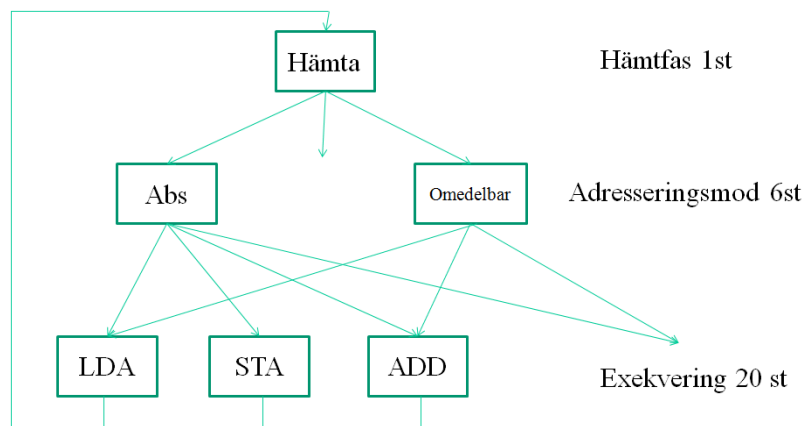 Hämta
Hämtfas 1st
Abs
Omedelbar
Adresseringsmod 6st
LDA
STA
ADD
Exekvering 20 st